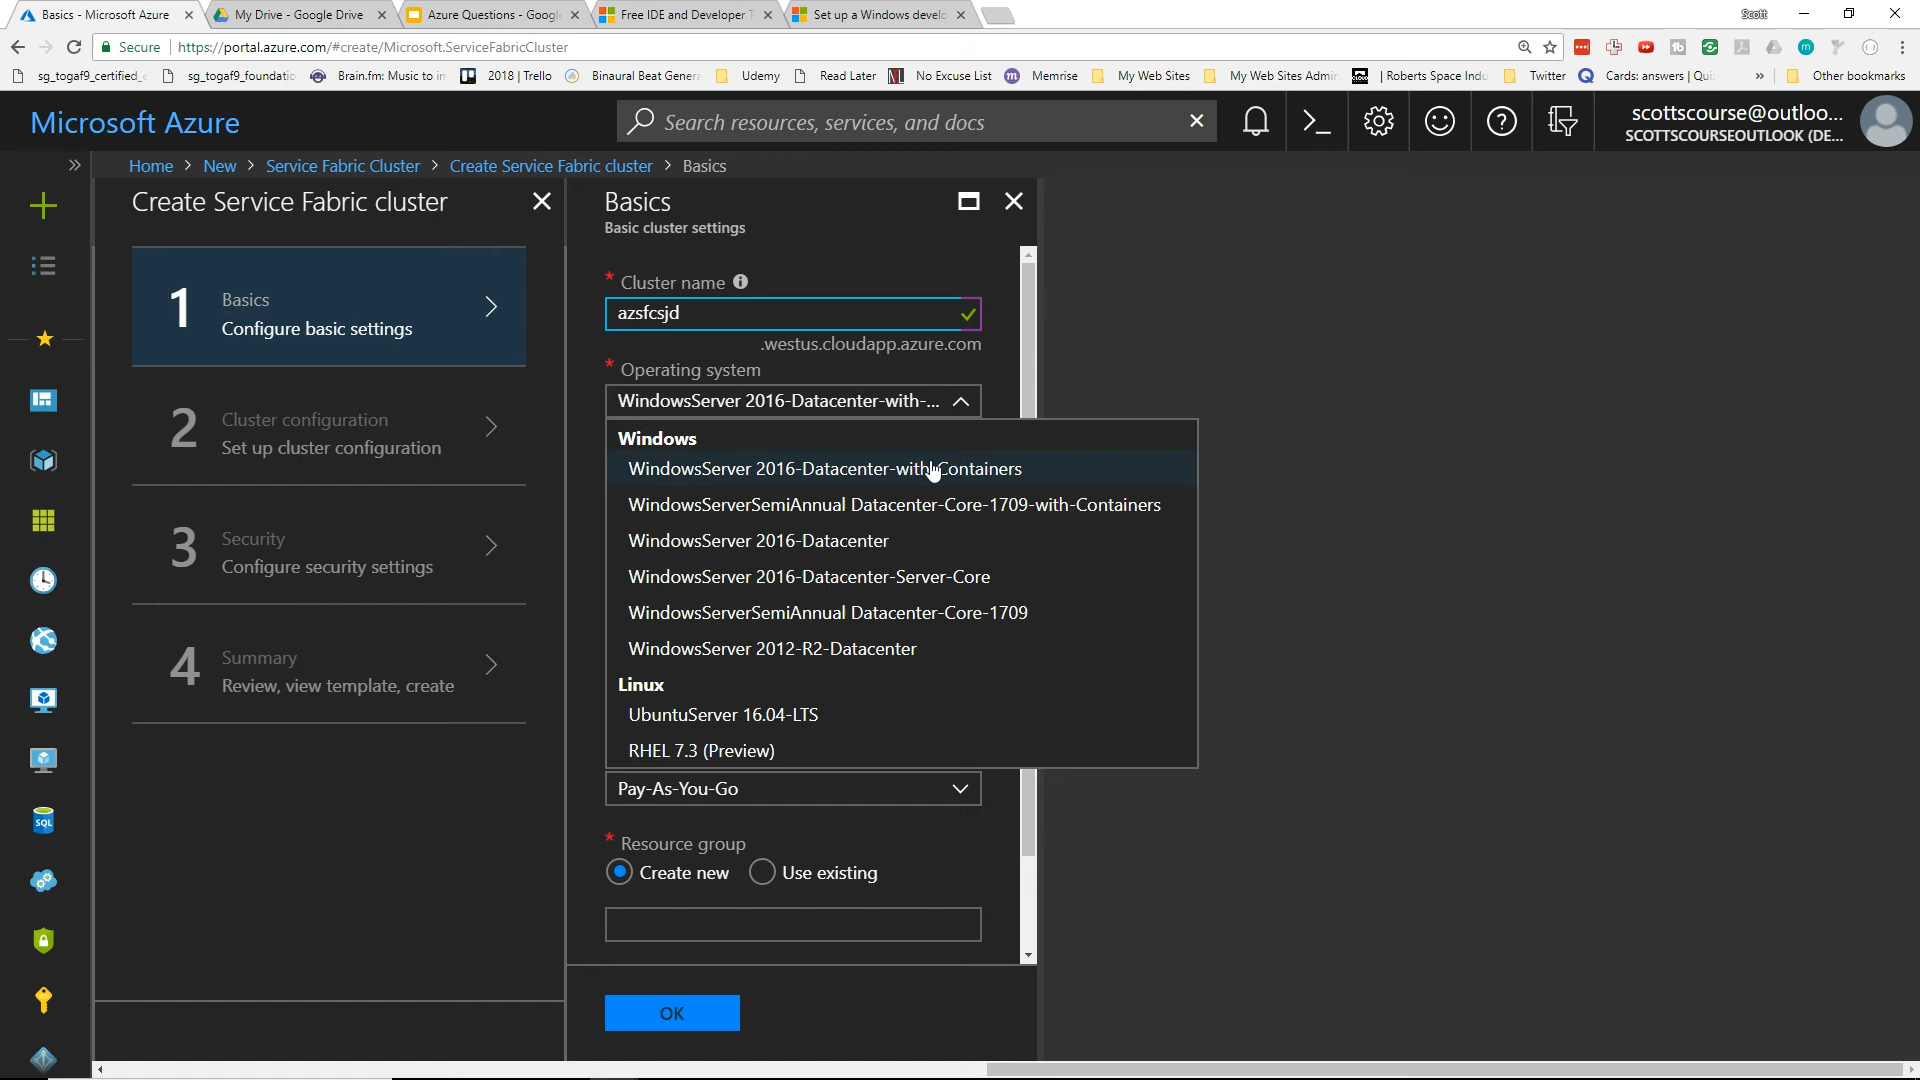 Basics - Microsoft Azure
My Drive - Google Drive
Azure Questions - Googl
Free IDE and Developer T
Set up a Windows develo
Scott
Secure
https://portal.azure.com/#create/Microsoft.ServiceFabricCluster
sg_togaf9_certified_
sg_togaf9_foundatio
Brain.fm: Music to in
2018 | Trello
Binaural Beat Genera
Udemy
Read Later
No Excuse List
Memrise
My Web Sites
My Web Sites Admin
| Roberts Space Indu
Twitter
Cards: answers | Qui
Other bookmarks
Microsoft Azure
Search resources, services, and docs
scottscourse@outloo...
SCOTTSCOURSEOUTLOOK (DE...
Home > New > Service Fabric Cluster > Create Service Fabric cluster > Basics
Create Service Fabric cluster
1
Basics
Configure basic settings
2
Cluster configuration
Set up cluster configuration
3
Security
Configure security settings
4
Summary
Review, view template, create
SQL
Basics
Basic cluster settings
* Cluster name
azsfcsjd
.westus.cloudapp.azure.com
* Operating system
WindowsServer 2016-Datacenter-with-...
Windows
WindowsServer 2016-Datacenter-with-Containers
WindowsServerSemiAnnual Datacenter-Core-1709-with-Containers
WindowsServer 2016-Datacenter
WindowsServer 2016-Datacenter-Server-Core
WindowsServerSemiAnnual Datacenter-Core-1709
WindowsServer 2012-R2-Datacenter
Linux
UbuntuServer 16.04-LTS
RHEL 7.3 (Preview)
Pay-As-You-Go
* Resource group
Create new
Use existing
OK